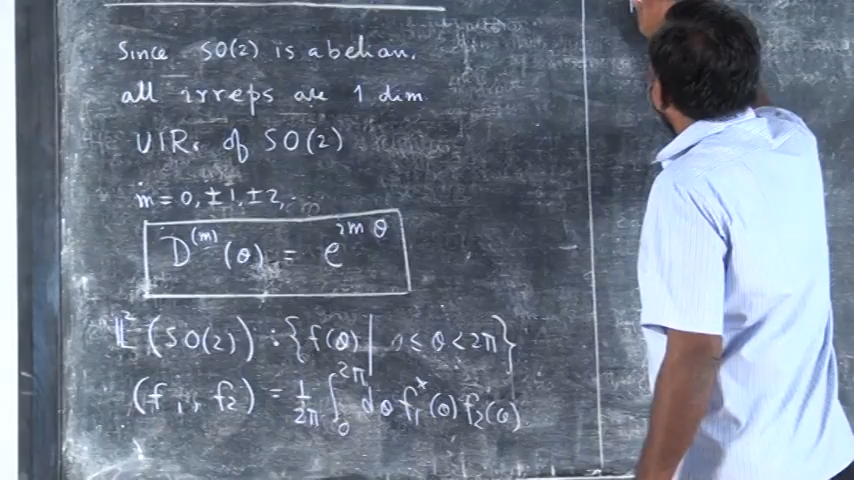 Since SO(2) is abelian,
all irreps are 1 dim
UIRs of SO(2)
m = 0, ±1, ±2, ..
D^(m) (θ) = e^{imθ}
L² (SO(2)) : { f(θ) | 0 ≤ θ < 2π }
(f₁, f₂) = 1/2π ∫₀^{2π} dθ f₁*(θ) f₂(θ)